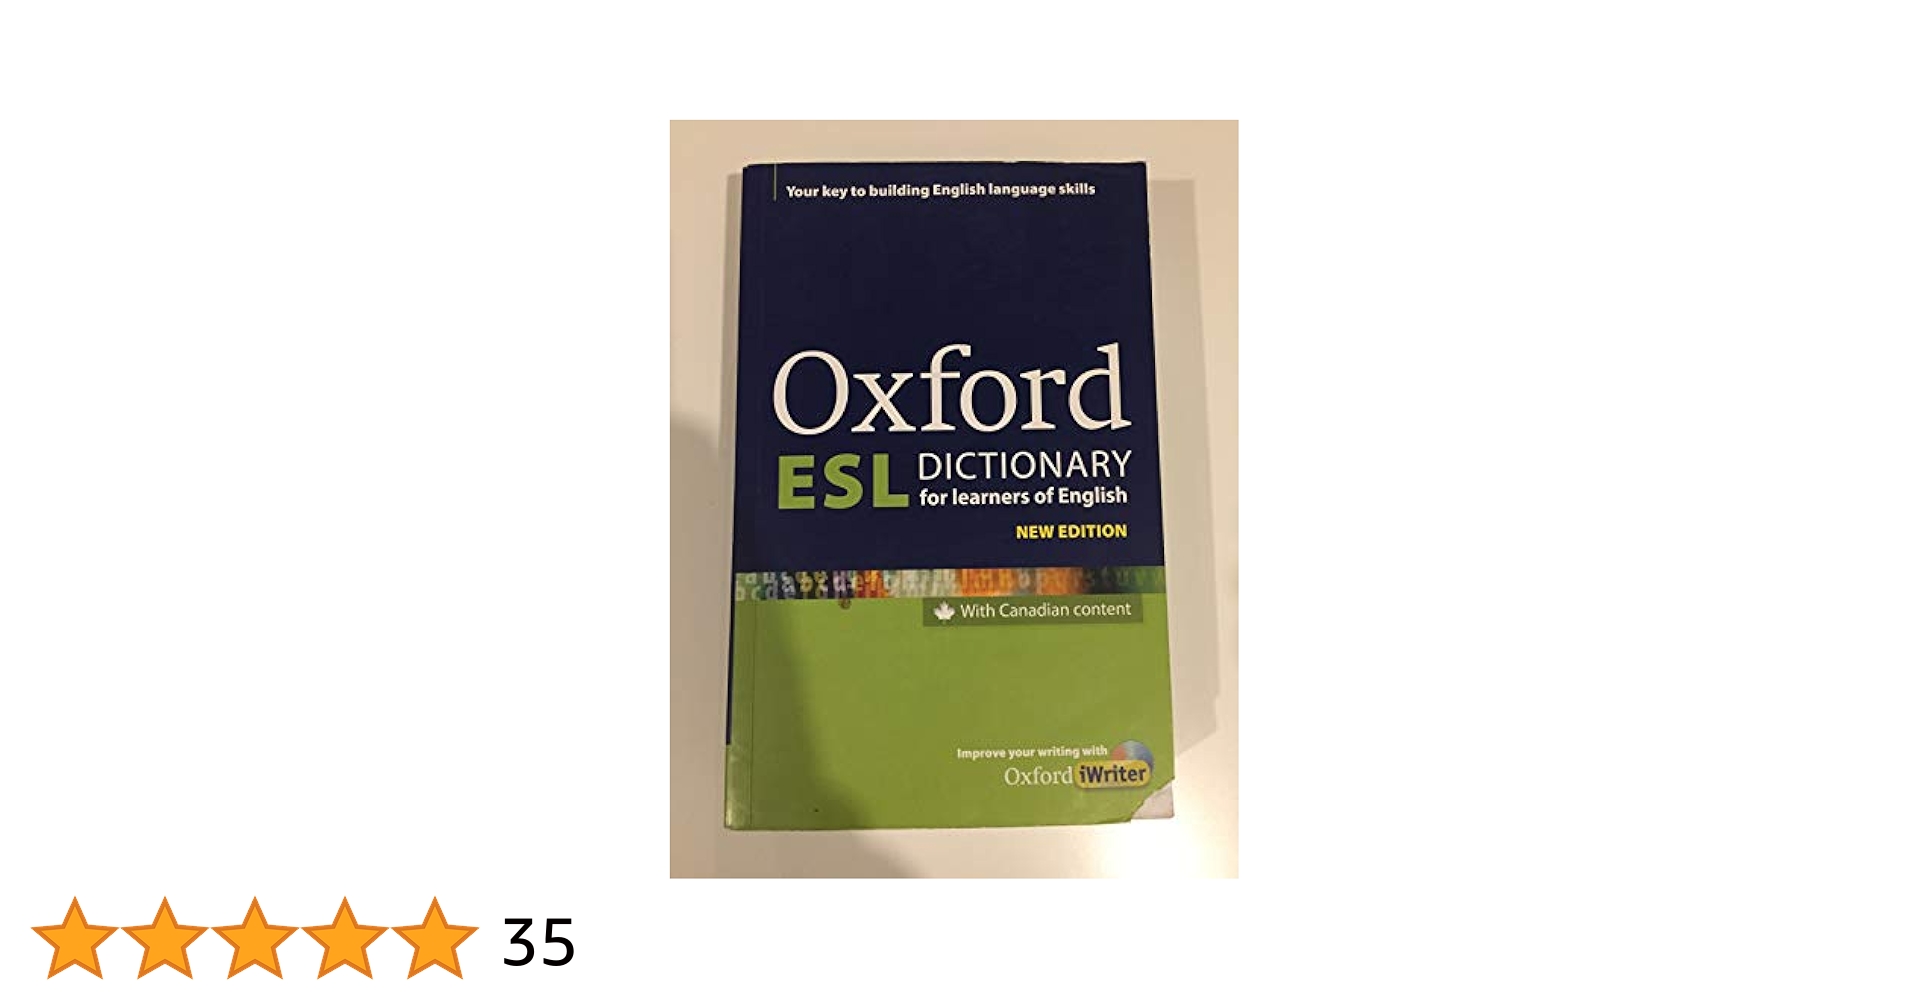 Your key to building English language skills
Oxford
ESL DICTIONARY
for learners of English
NEW EDITION
With Canadian content
Improve your writing with
Oxford iWriter
35